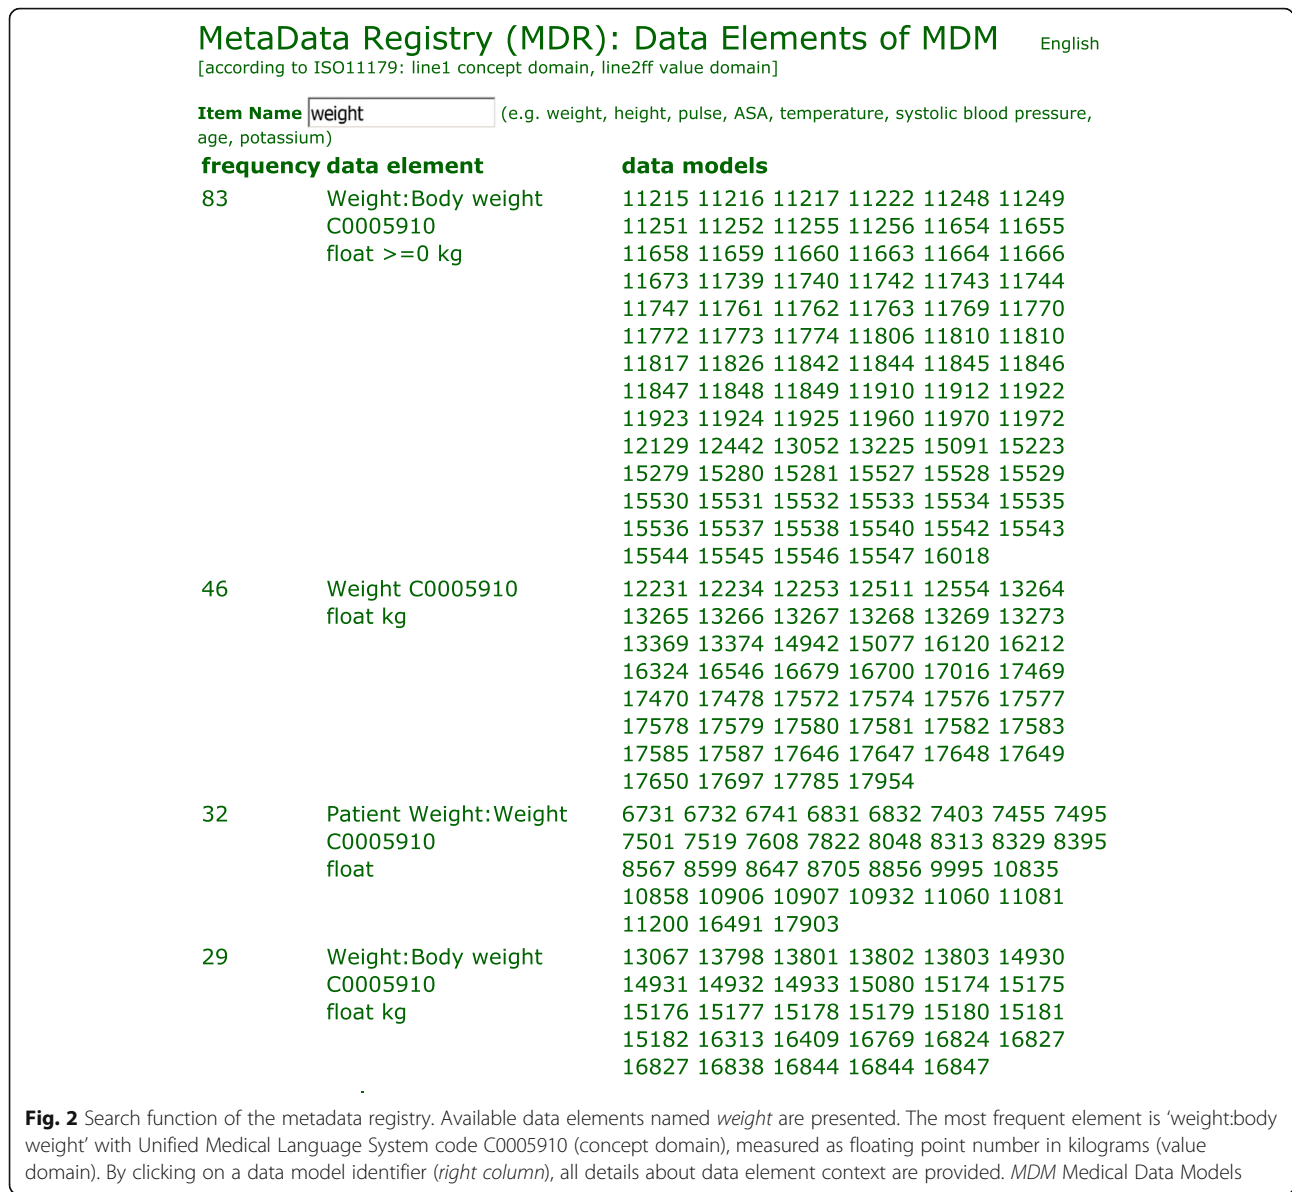 MetaData Registry (MDR): Data Elements of MDM English
[according to ISO11179: line1 concept domain, line2ff value domain]
Item Name weight (e.g. weight, height, pulse, ASA, temperature, systolic blood pressure,
age, potassium)
frequency data element data models
83 Weight:Body weight 11215 11216 11217 11222 11248 11249
C0005910 11251 11252 11255 11256 11654 11655
float >=0 kg 11658 11659 11660 11663 11664 11666
11673 11739 11740 11742 11743 11744
11747 11761 11762 11763 11769 11770
11772 11773 11774 11806 11810 11810
11817 11826 11842 11844 11845 11846
11847 11848 11849 11910 11912 11922
11923 11924 11925 11960 11970 11972
12129 12442 13052 13225 15091 15223
15279 15280 15281 15527 15528 15529
15530 15531 15532 15533 15534 15535
15536 15537 15538 15540 15542 15543
15544 15545 15546 15547 16018
46 Weight C0005910 12231 12234 12253 12511 12554 13264
float kg 13265 13266 13267 13268 13269 13273
13369 13374 14942 15077 16120 16212
16324 16546 16679 16700 17016 17469
17470 17478 17572 17574 17576 17577
17578 17579 17580 17581 17582 17583
17585 17587 17646 17647 17648 17649
17650 17697 17785 17954
32 Patient Weight:Weight 6731 6732 6741 6831 6832 7403 7455 7495
C0005910 7501 7519 7608 7822 8048 8313 8329 8395
float 8567 8599 8647 8705 8856 9995 10835
10858 10906 10907 10932 11060 11081
11200 16491 17903
29 Weight:Body weight 13067 13798 13801 13802 13803 14930
C0005910 14931 14932 14933 15080 15174 15175
float kg 15176 15177 15178 15179 15180 15181
15182 16313 16409 16769 16824 16827
16827 16838 16844 16844 16847
Fig. 2 Search function of the metadata registry. Available data elements named weight are presented. The most frequent element is ‘weight:body
weight’ with Unified Medical Language System code C0005910 (concept domain), measured as floating point number in kilograms (value
domain). By clicking on a data model identifier (right column), all details about data element context are provided. MDM Medical Data Models